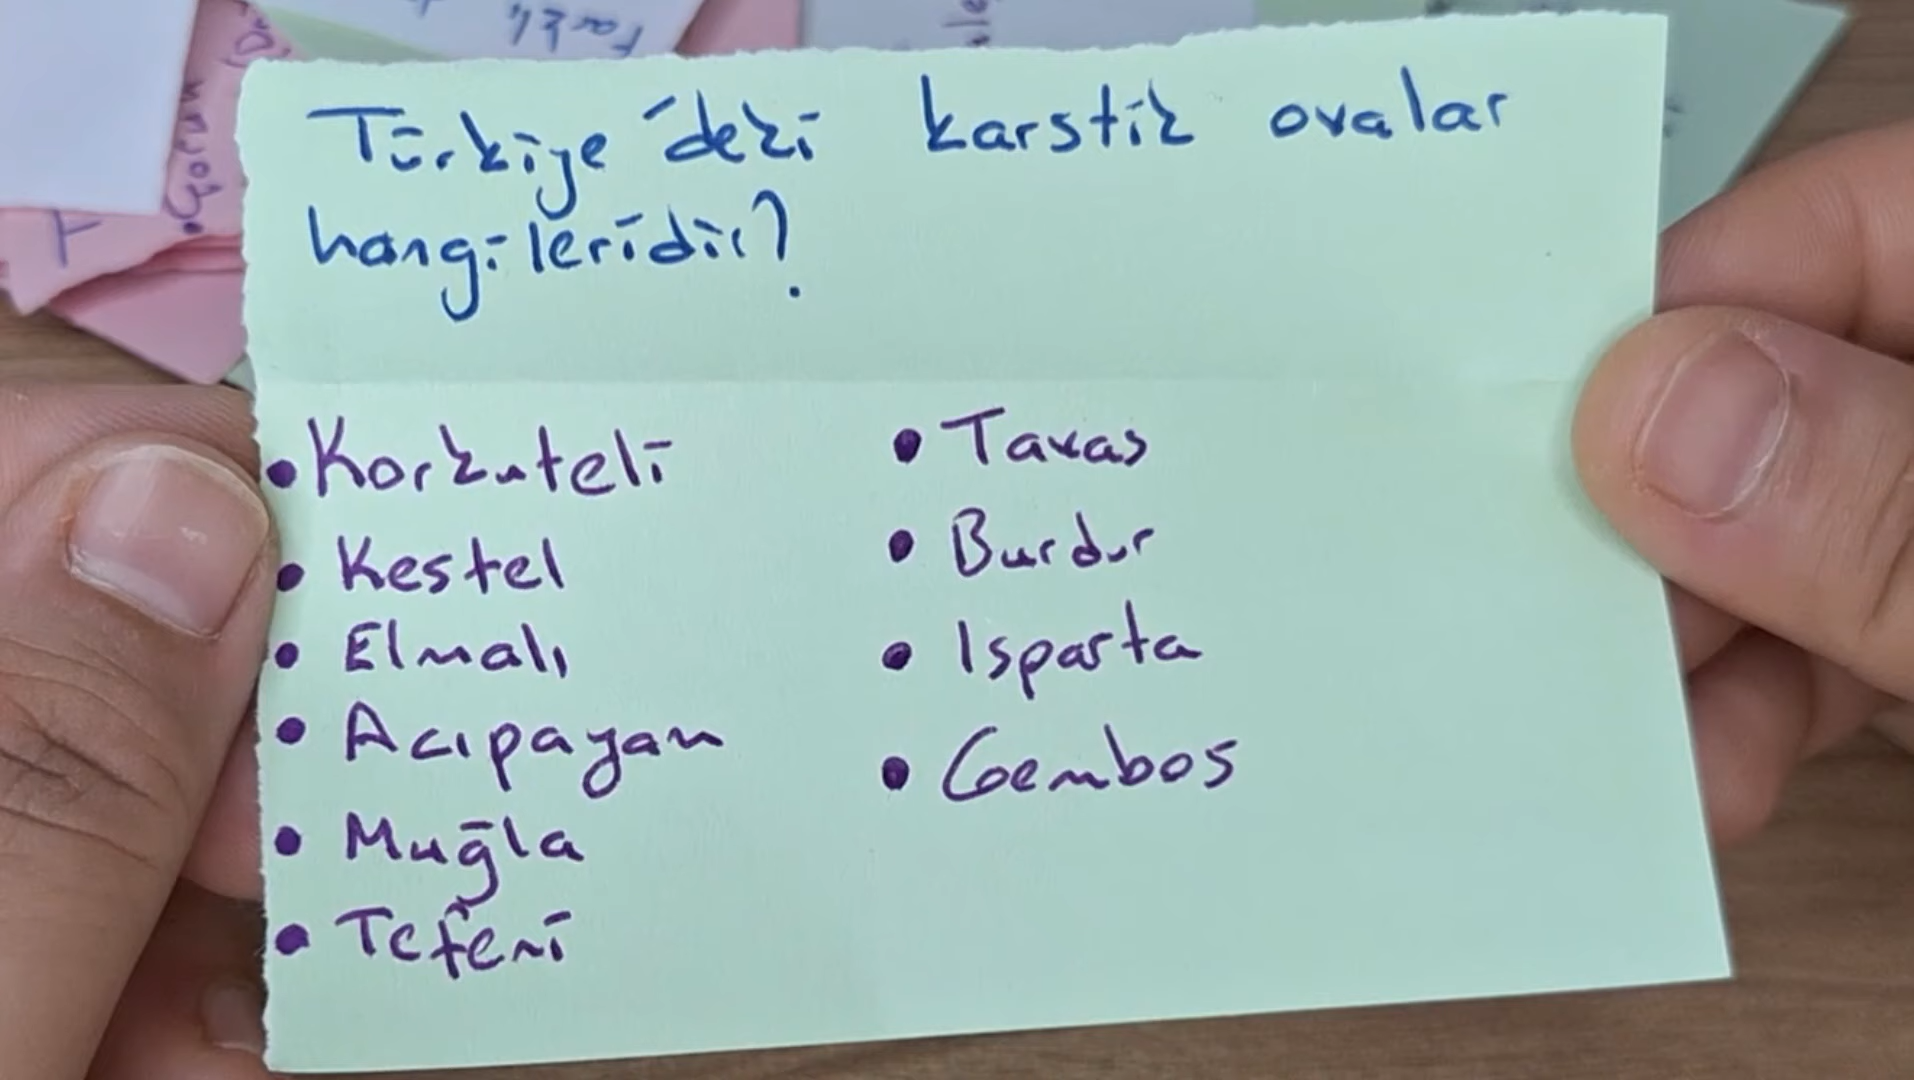 Türkiye'deki karstik ovalar
hangileridir?
• Korkuteli
• Kestel
• Elmalı
• Acıpayam
• Muğla
• Tefeni
• Tavas
• Burdur
• Isparta
• Gembos